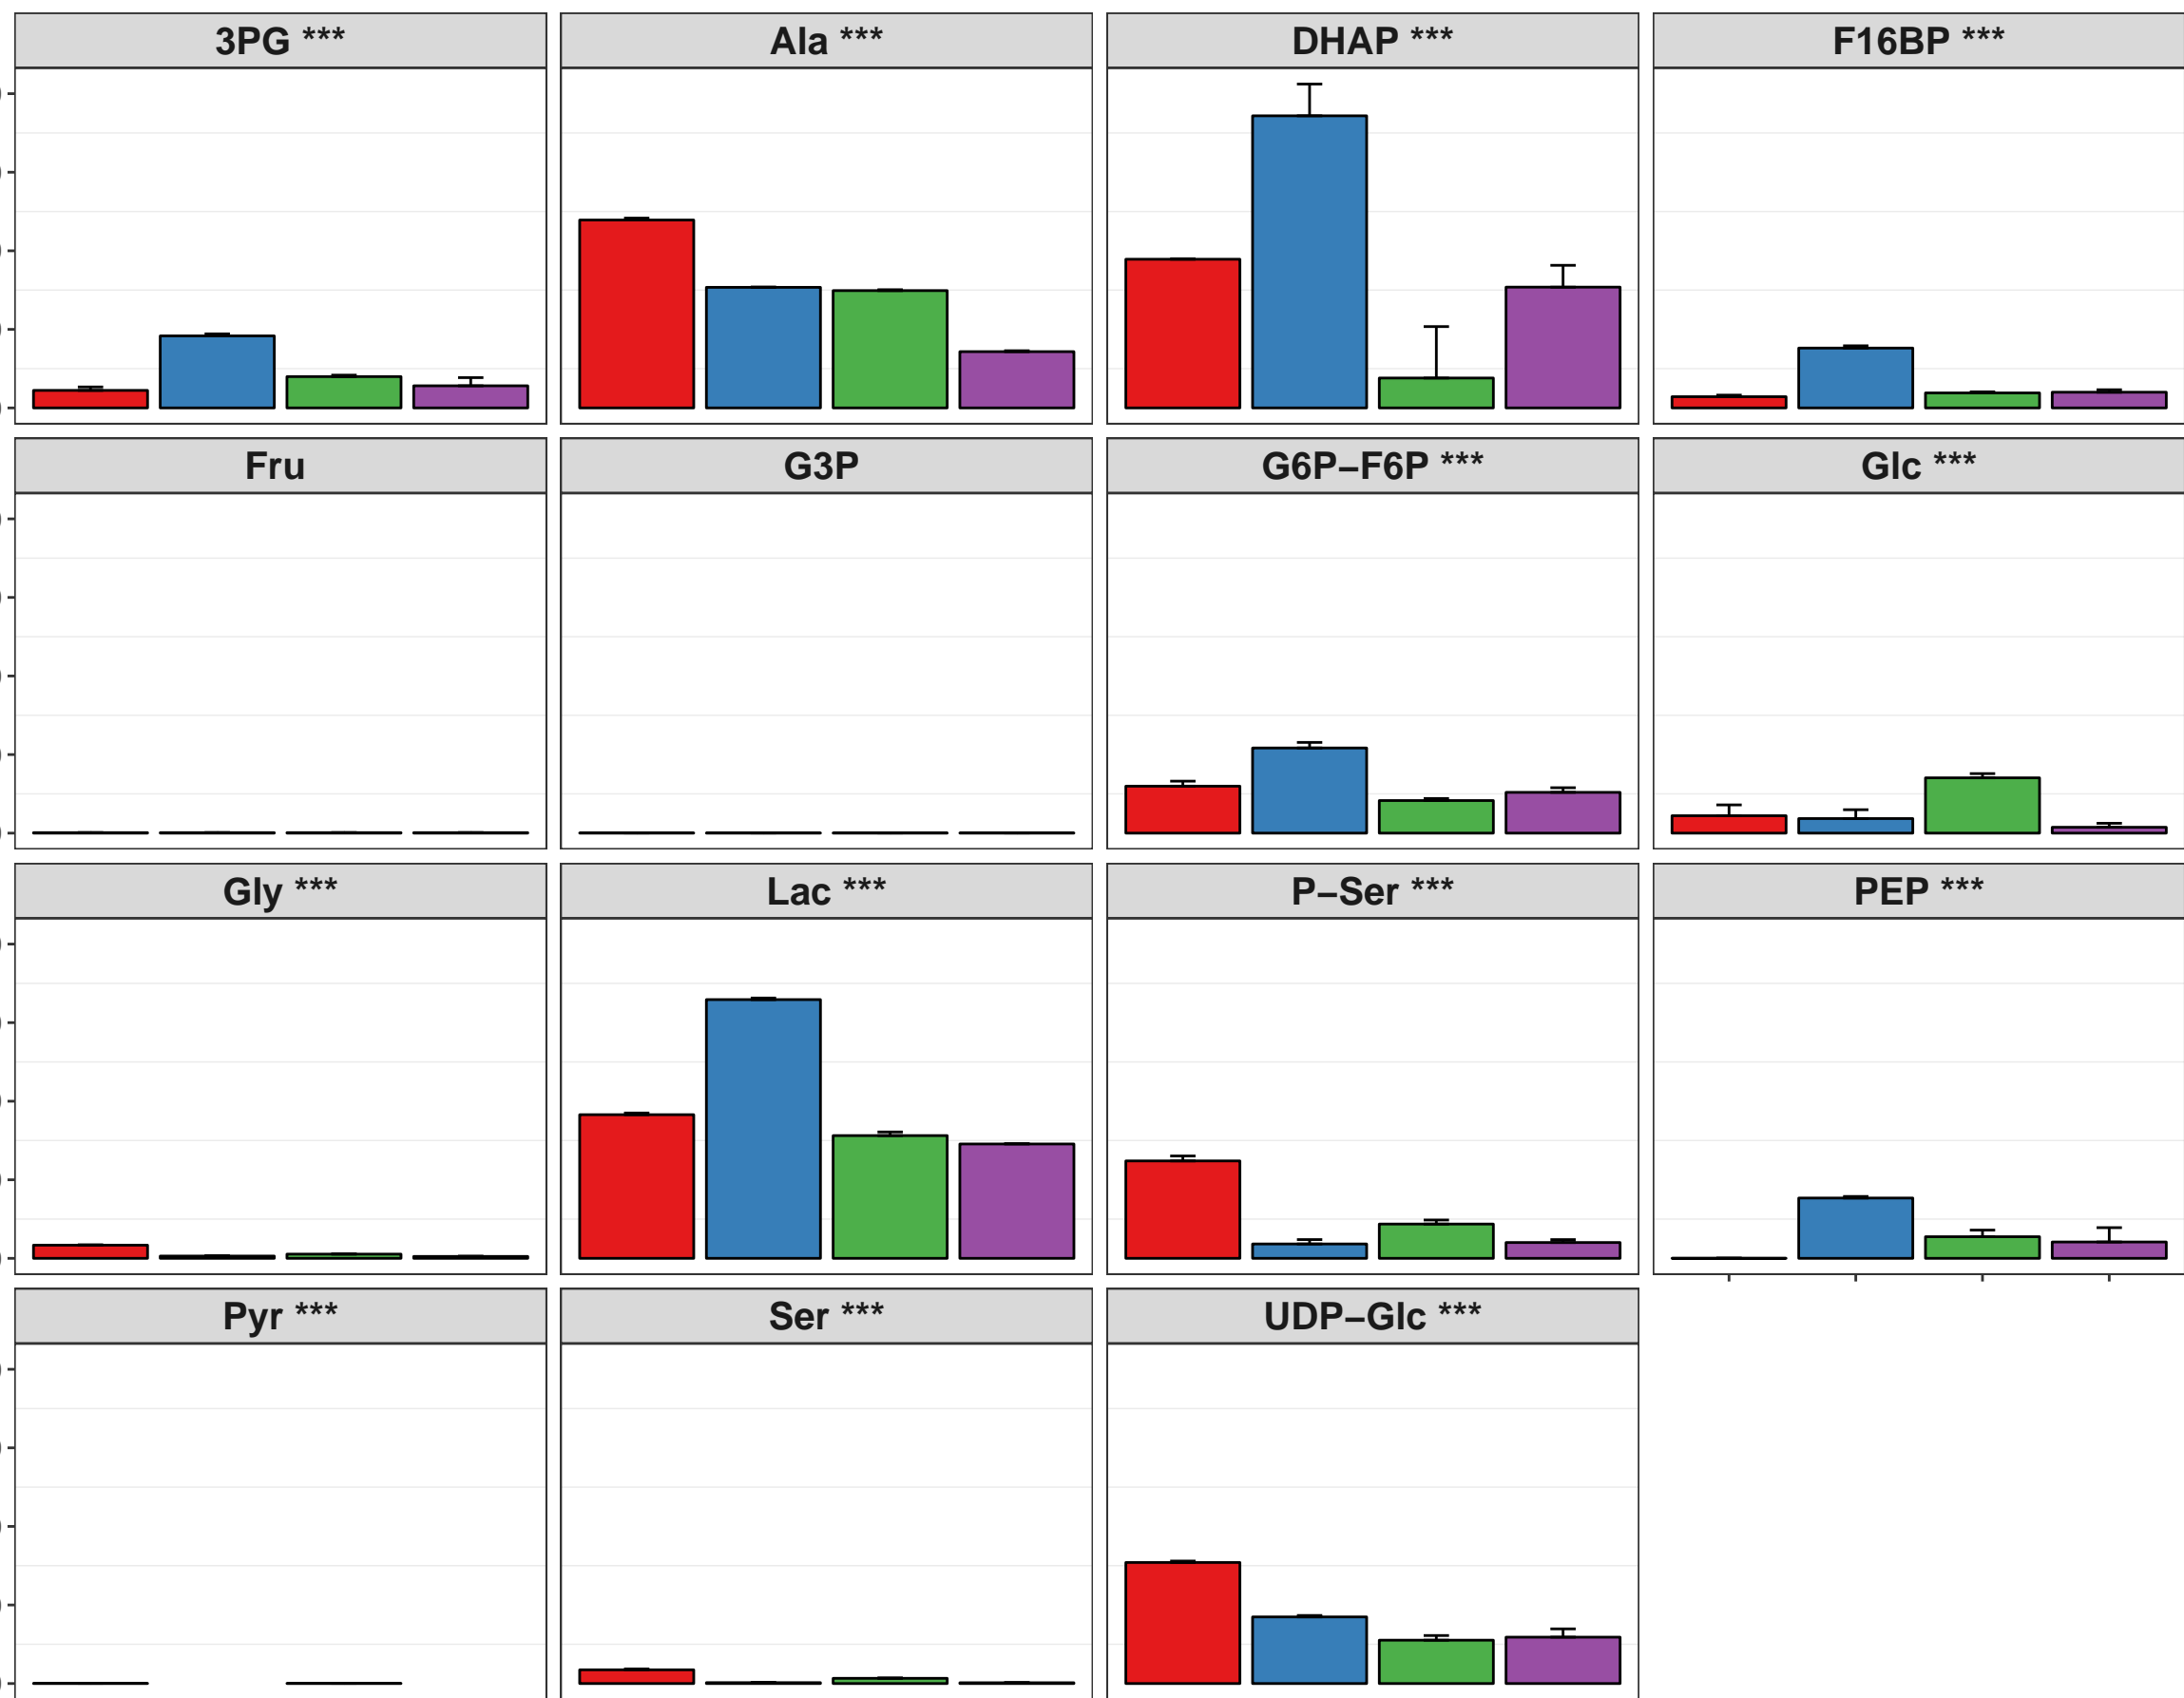 3PG ***
Ala ***
DHAP ***
F16BP ***
Fru
G3P
G6P–F6P ***
Glc ***
Gly ***
Lac ***
P–Ser ***
PEP ***
Pyr ***
Ser ***
UDP–Glc ***